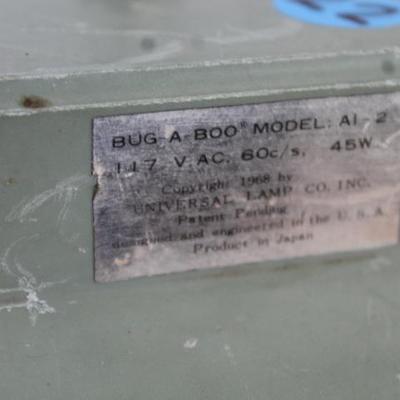 BUG-A-BOO® MODEL: AI-2
117 V.AC. 60c/s, 45W
Copyright 1968 by
UNIVERSAL LAMP CO. INC.
Patent Pending
designed and engineered in the U.S.A
Product in Japan